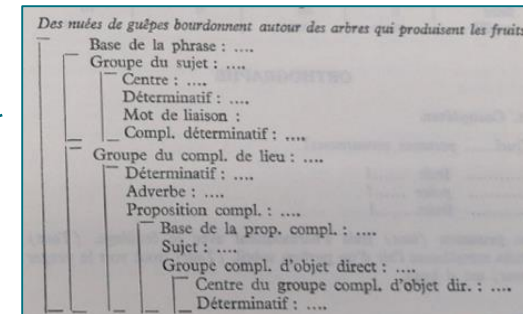 Des nuées de guêpes bourdonnent autour des arbres qui produisent les fruits
Base de la phrase : ....
Groupe du sujet : ....
Centre : ....
Déterminatif : ....
Mot de liaison :
Compl. déterminatif : ....
Groupe du compl. de lieu : ....
Déterminatif : ....
Adverbe : ....
Proposition compl. : ....
Base de la prop. compl. : ....
Sujet : ....
Groupe compl. d'objet direct : ....
Centre du groupe compl. d'objet dir. : ....
Déterminatif : ....